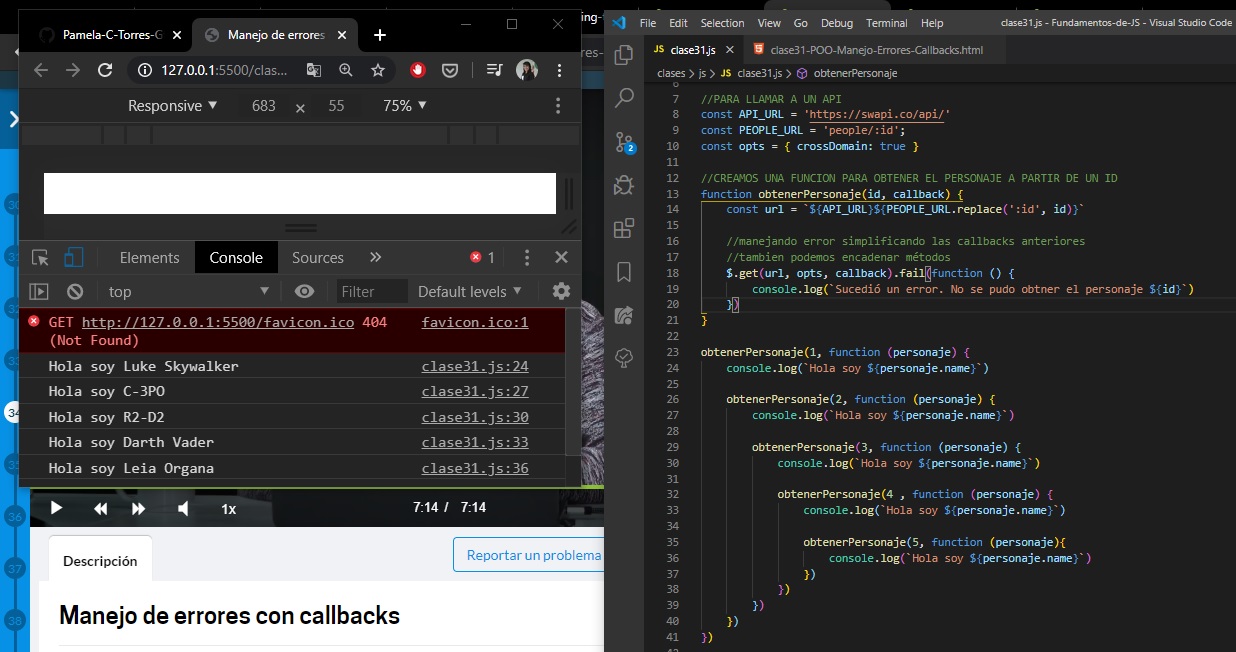 Pamela-C-Torres-G
Manejo de errores
127.0.0.1:5500/clas...
Responsive
683
55
75%
Elements
Console
Sources
1
top
Filter
Default levels
GET http://127.0.0.1:5500/favicon.ico 404 favicon.ico:1
(Not Found)
Hola soy Luke Skywalker clase31.js:24
Hola soy C-3PO clase31.js:27
Hola soy R2-D2 clase31.js:30
Hola soy Darth Vader clase31.js:33
Hola soy Leia Organa clase31.js:36
34
36
37
38
1x
7:14 / 7:14
Descripción
Reportar un problema
Manejo de errores con callbacks
File Edit Selection View Go Debug Terminal Help
clase31.js - Fundamentos-de-JS - Visual Studio Code
JS clase31.js
clase31-POO-Manejo-Errores-Callbacks.html
clases > js > JS clase31.js > obtenerPersonaje
2
7 //PARA LLAMAR A UN API
8 const API_URL = 'https://swapi.co/api/'
9 const PEOPLE_URL = 'people/:id';
10 const opts = { crossDomain: true }
11
12 //CREAMOS UNA FUNCION PARA OBTENER EL PERSONAJE A PARTIR DE UN ID
13 function obtenerPersonaje(id, callback) {
14 const url = `${API_URL}${PEOPLE_URL.replace(':id', id)}`
15
16 //manejando error simplificando las callbacks anteriores
17 //tambien podemos encadenar métodos
18 $.get(url, opts, callback).fail(function () {
19 console.log(`Sucedió un error. No se pudo obtner el personaje ${id}`)
20 })
21 }
22
23 obtenerPersonaje(1, function (personaje) {
24 console.log(`Hola soy ${personaje.name}`)
25
26 obtenerPersonaje(2, function (personaje) {
27 console.log(`Hola soy ${personaje.name}`)
28
29 obtenerPersonaje(3, function (personaje) {
30 console.log(`Hola soy ${personaje.name}`)
31
32 obtenerPersonaje(4 , function (personaje) {
33 console.log(`Hola soy ${personaje.name}`)
34
35 obtenerPersonaje(5, function (personaje){
36 console.log(`Hola soy ${personaje.name}`)
37 })
38 })
39 })
40 })
41 })